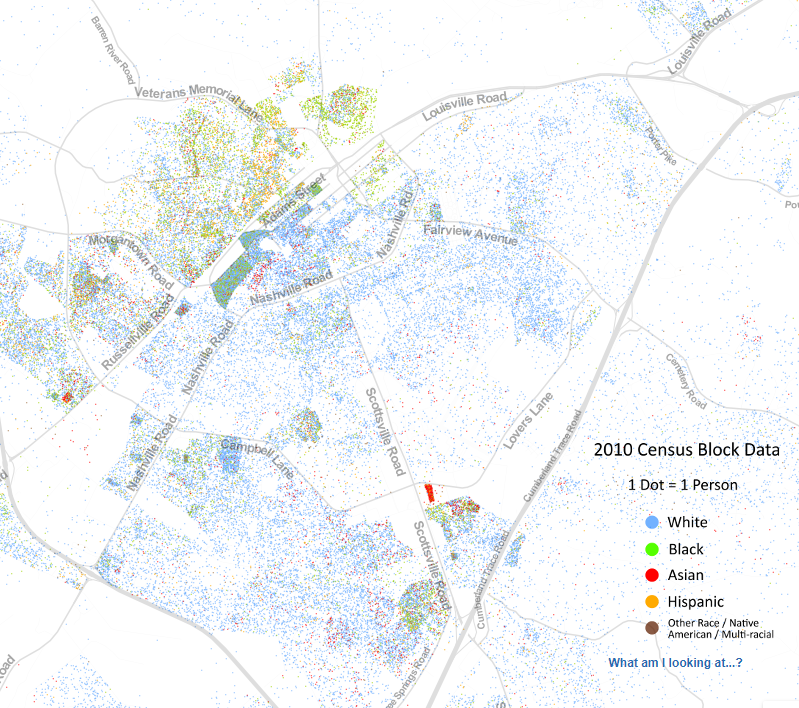 Barren River Road
Louisville Road
Veterans Memorial Lane
Louisville Road
Porter Pike
Adams Street
Nashville Rd
Fairview Avenue
Morgantown Road
Nashville Road
Russellville Road
Nashville Road
Cemetery Road
Scottsville Road
Lovers Lane
Cumberland Trace Road
Nashville Road
Campbell Lane
2010 Census Block Data
1 Dot = 1 Person
White
Black
Asian
Hispanic
Other Race / Native
American / Multi-racial
Scottsville Road
Cumberland Trace Road
What am I looking at...?
Springs Road